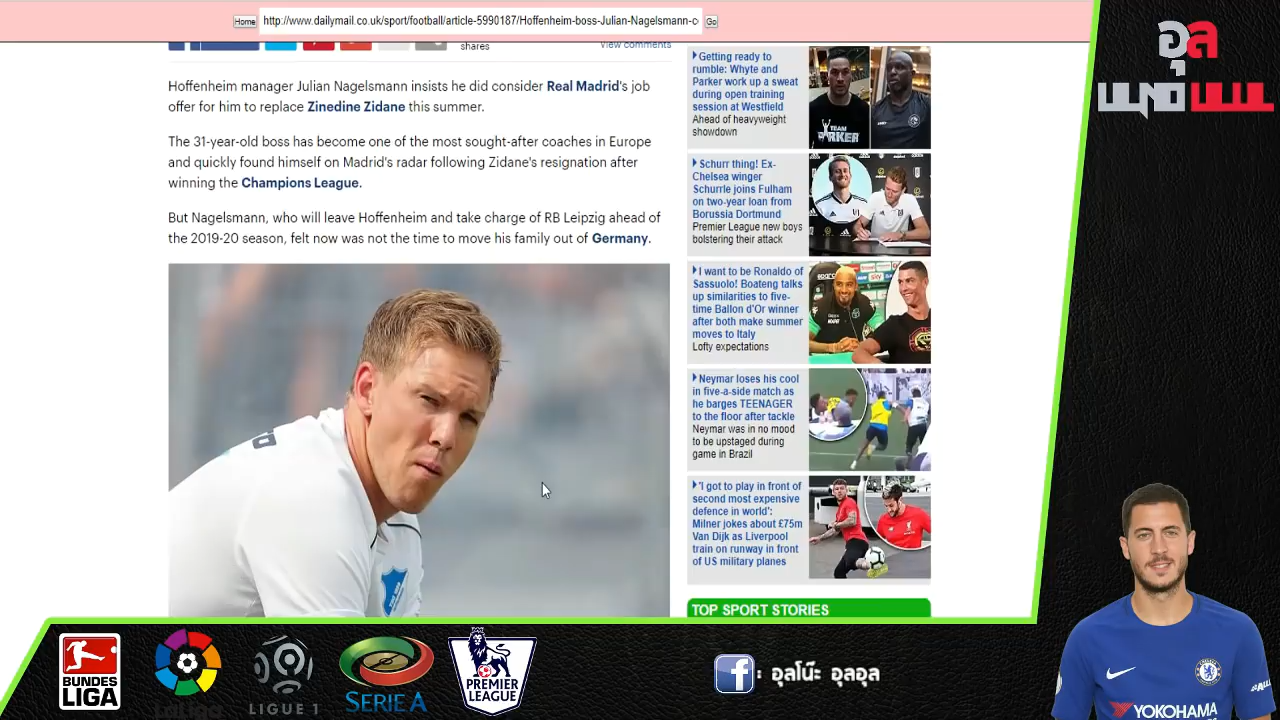 Home
http://www.dailymail.co.uk/sport/football/article-5990187/Hoffenheim-boss-Julian-Nagelsmann-c
Go
shares
View comments
Hoffenheim manager Julian Nagelsmann insists he did consider Real Madrid's job
offer for him to replace Zinedine Zidane this summer.
The 31-year-old boss has become one of the most sought-after coaches in Europe
and quickly found himself on Madrid's radar following Zidane's resignation after
winning the Champions League.
But Nagelsmann, who will leave Hoffenheim and take charge of RB Leipzig ahead of
the 2019-20 season, felt now was not the time to move his family out of Germany.
Getting ready to
rumble: Whyte and
Parker work up a sweat
during open training
session at Westfield
Ahead of heavyweight
showdown
TEAM
PARKER
Schurr thing! Ex-
Chelsea winger
Schurrle joins Fulham
on two-year loan from
Borussia Dortmund
Premier League new boys
bolstering their attack
I want to be Ronaldo of
Sassuolo! Boateng talks
up similarities to five-
time Ballon d'Or winner
after both make summer
moves to Italy
Lofty expectations
Neymar loses his cool
in five-a-side match as
he barges TEENAGER
to the floor after tackle
Neymar was in no mood
to be upstaged during
game in Brazil
'I got to play in front of
second most expensive
defence in world':
Milner jokes about £75m
Van Dijk as Liverpool
train on runway in front
of US military planes
TOP SPORT STORIES
BUNDES
LIGA
LaLiga
LIGUE 1
SERIE A
PREMIER
LEAGUE
f : อุลโน๊ะ อุลอุล
YOKOHAMA